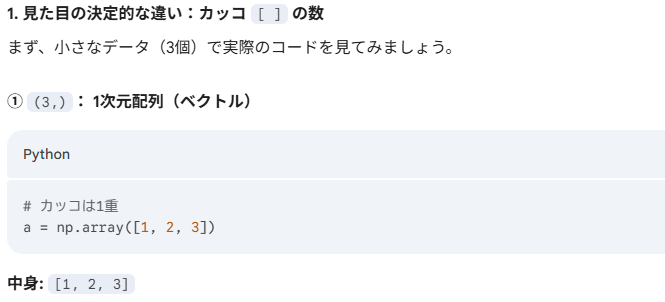 1. 見た目の決定的な違い：カッコ [ ] の数
まず、小さなデータ（3個）で実際のコードを見てみましょう。
① (3,) ： 1次元配列（ベクトル）
Python
# カッコは1重
a = np.array([1, 2, 3])
中身: [1, 2, 3]